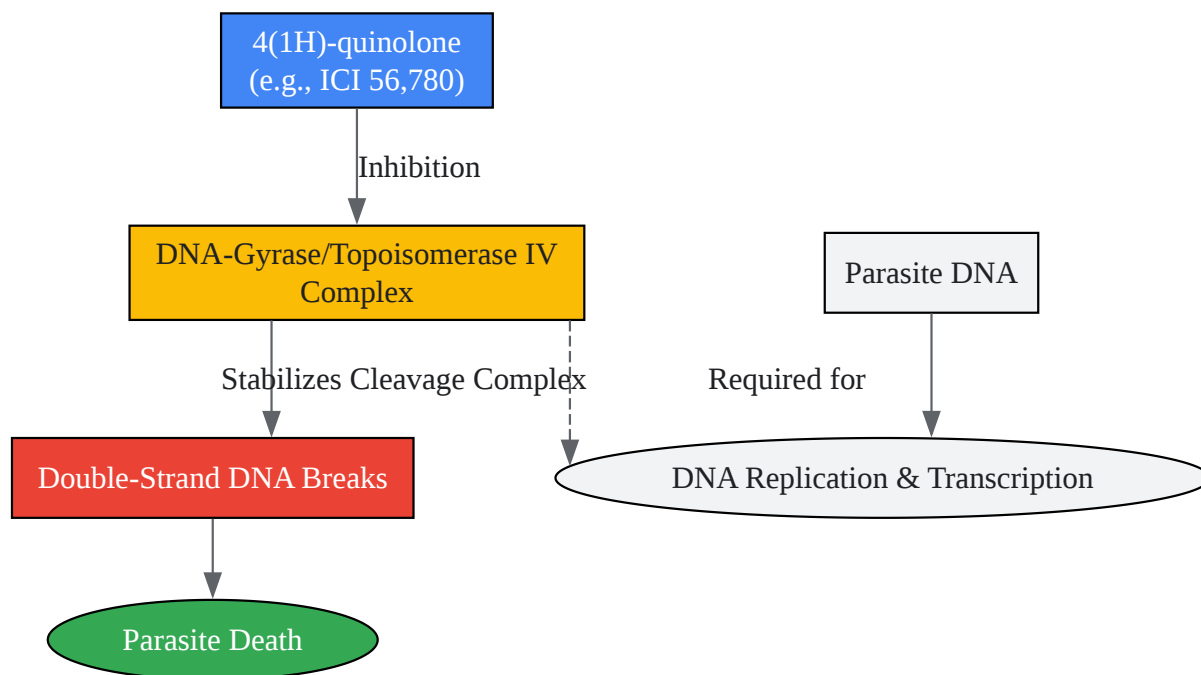 4(1H)-quinolone
(e.g., ICI 56,780)
Inhibition
DNA-Gyrase/Topoisomerase IV
Complex
Parasite DNA
Stabilizes Cleavage Complex
Required for
Double-Strand DNA Breaks
DNA Replication & Transcription
Parasite Death